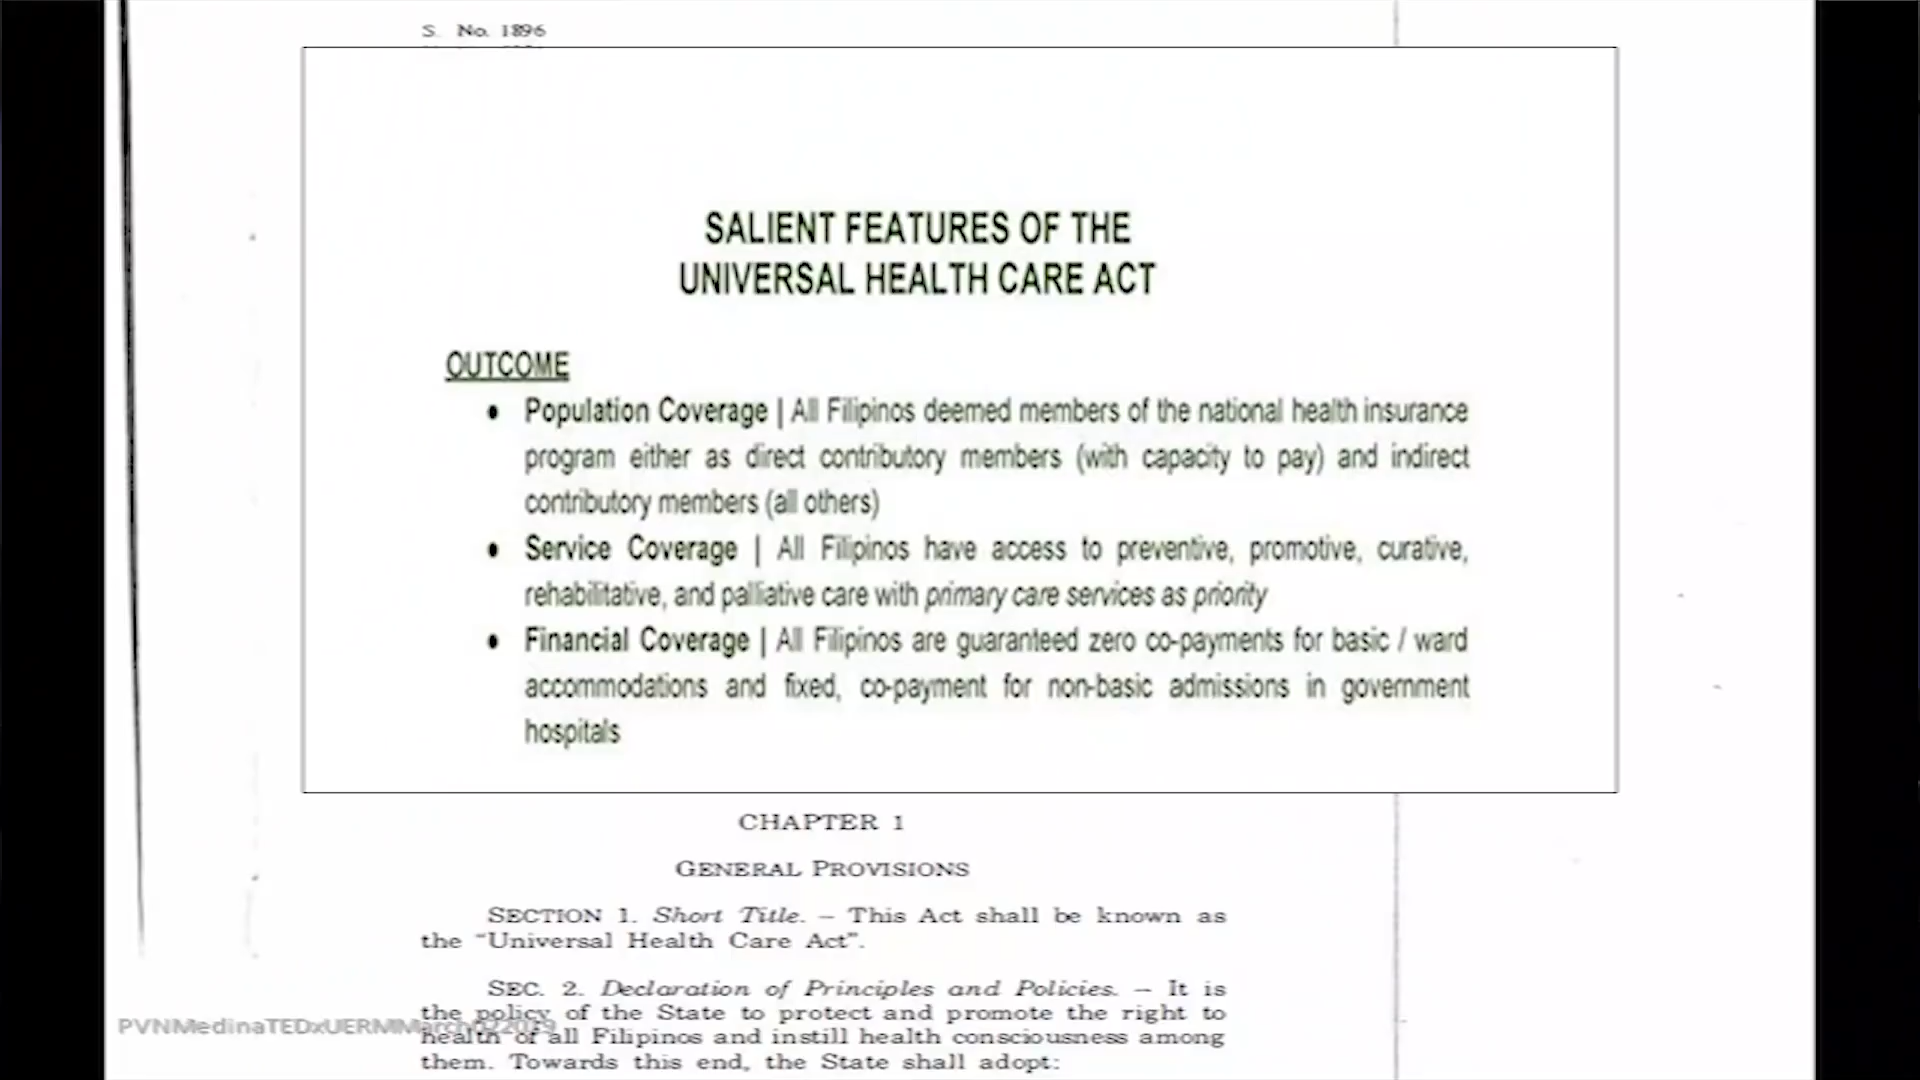 S. No. 1896
SALIENT FEATURES OF THE
UNIVERSAL HEALTH CARE ACT
OUTCOME
• Population Coverage | All Filipinos deemed members of the national health insurance
program either as direct contributory members (with capacity to pay) and indirect
contributory members (all others)
• Service Coverage | All Filipinos have access to preventive, promotive, curative,
rehabilitative, and palliative care with primary care services as priority
• Financial Coverage | All Filipinos are guaranteed zero co-payments for basic / ward
accommodations and fixed, co-payment for non-basic admissions in government
hospitals
CHAPTER 1
GENERAL PROVISIONS
SECTION 1. Short Title. – This Act shall be known as
the “Universal Health Care Act”.
SEC. 2. Declaration of Principles and Policies. – It is
the policy of the State to protect and promote the right to
PVNMedinaTEDxUERMMarch022019
health of all Filipinos and instill health consciousness among
them. Towards this end, the State shall adopt: